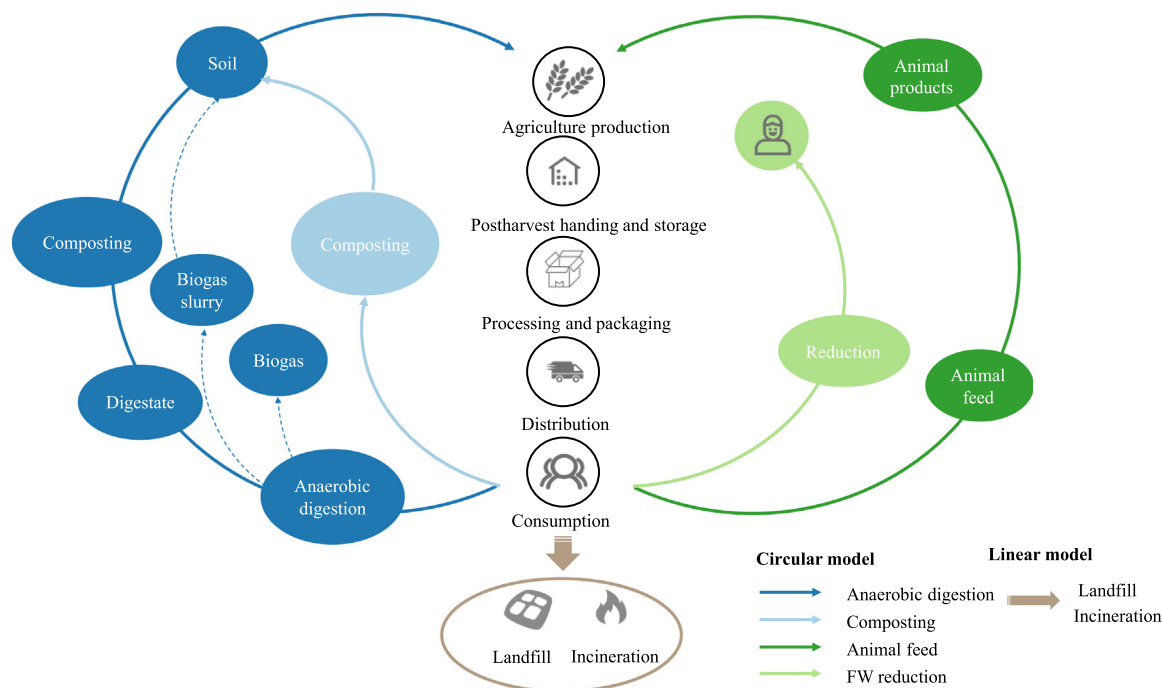 Soil
Animal
products
Agriculture production
Composting
Composting
Postharvest handing and storage
Biogas
slurry
Processing and packaging
Biogas
Reduction
Animal
feed
Digestate
Distribution
Anaerobic
digestion
Consumption
Landfill
Incineration
Circular model
Anaerobic digestion
Composting
Animal feed
FW reduction
Linear model
Landfill
Incineration